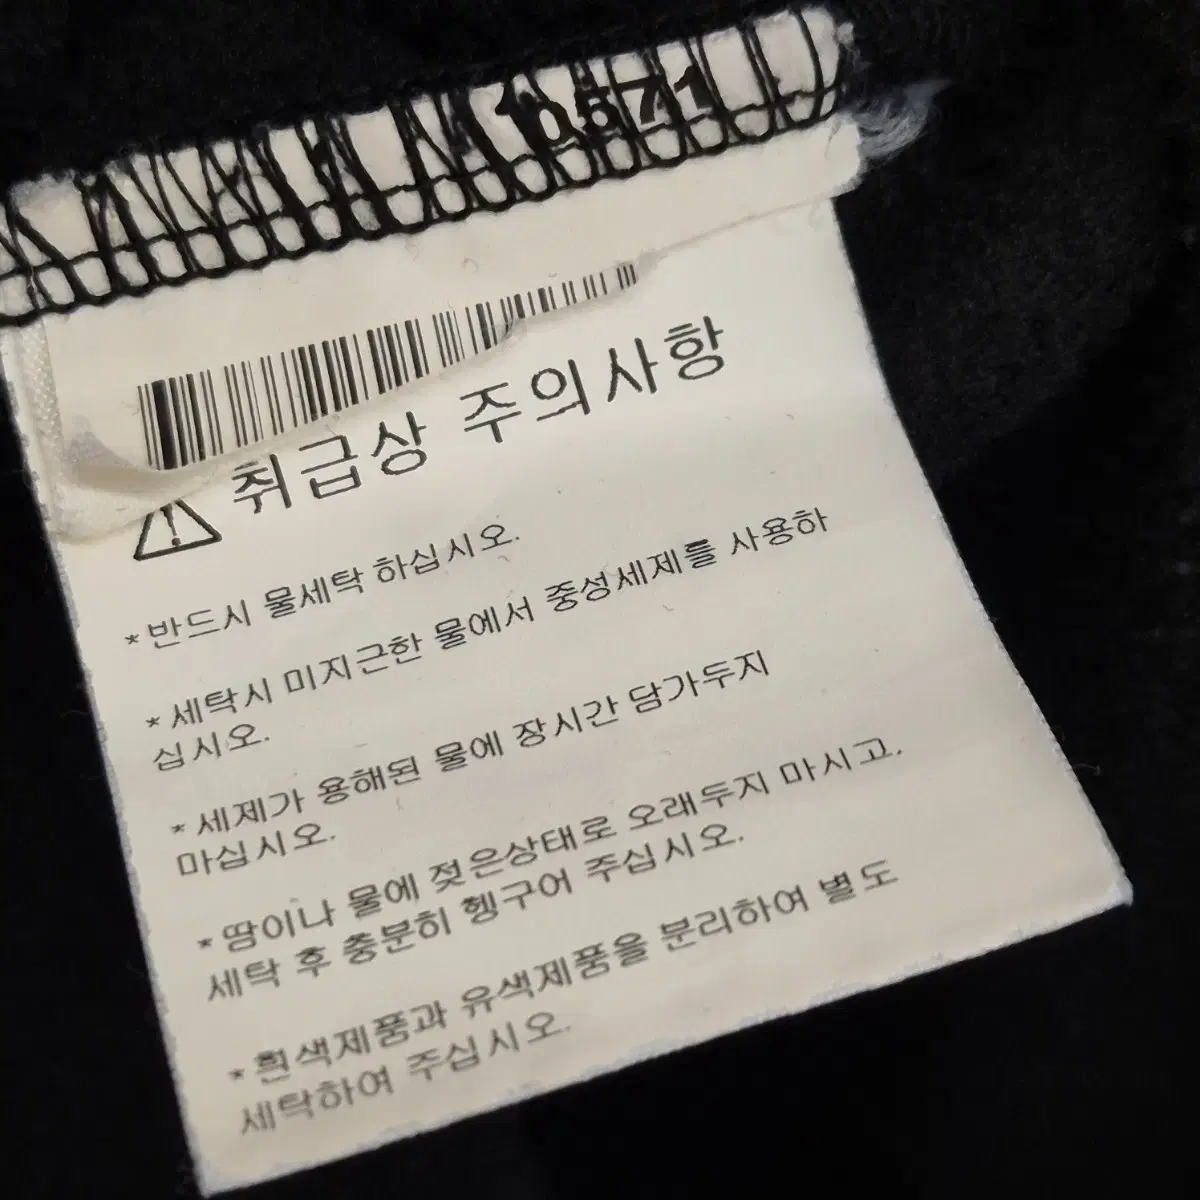 10571
취급상 주의사항
*반드시 물세탁 하십시오.
*세탁시 미지근한 물에서 중성세제를 사용하
십시오.
*세제가 용해된 물에 장시간 담가두지
마십시오.
*땀이나 물에 젖은상태로 오래두지 마시고.
세탁 후 충분히 헹구어 주십시오.
*흰색제품과 유색제품을 분리하여 별도
세탁하여 주십시오.